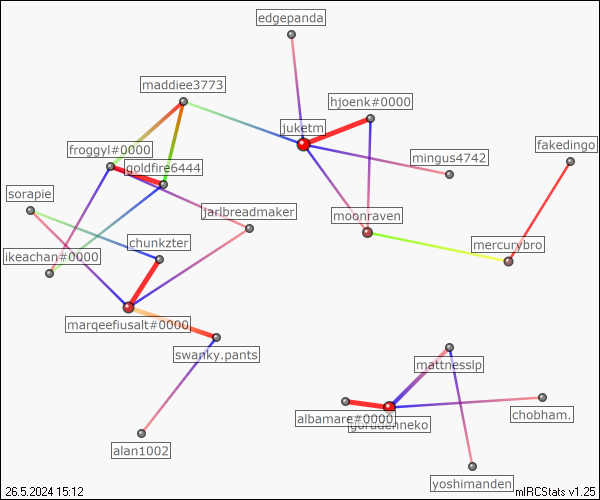 edgepanda
maddiee3773
hjoenk#0000
juketm
fakedingo
froggyl#0000
mingus4742
goldfire6444
sorapie
jarlbreadmaker
moonraven
chunkzter
mercurybro
ikeachan#0000
marqeefiusalt#0000
swanky.pants
mattnesslp
albamare#0000
chobham.
alan1002
yoshimanden
26.5.2024 15:12
mIRCStats v1.25